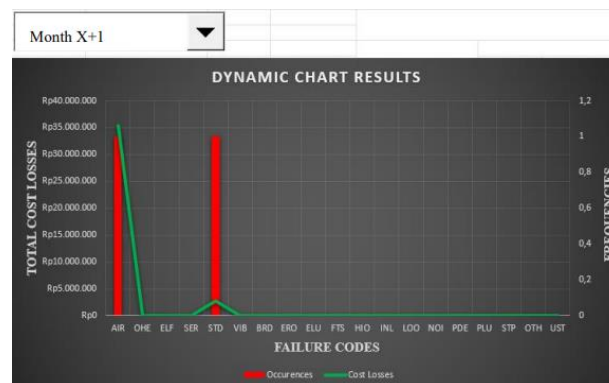 Month X+1
DYNAMIC CHART RESULTS
TOTAL COST LOSSES
Rp40.000.000
Rp35.000.000
Rp30.000.000
Rp25.000.000
Rp20.000.000
Rp15.000.000
Rp10.000.000
Rp5.000.000
Rp0
1,2
1
0,8
0,6
0,4
0,2
0
FREQUENCIES
AIR OHE ELF SER STD VIB BRD ERO ELU FTS HIO INL LOO NOI PDE PLU STP OTH UST
FAILURE CODES
Occurences Cost Losses